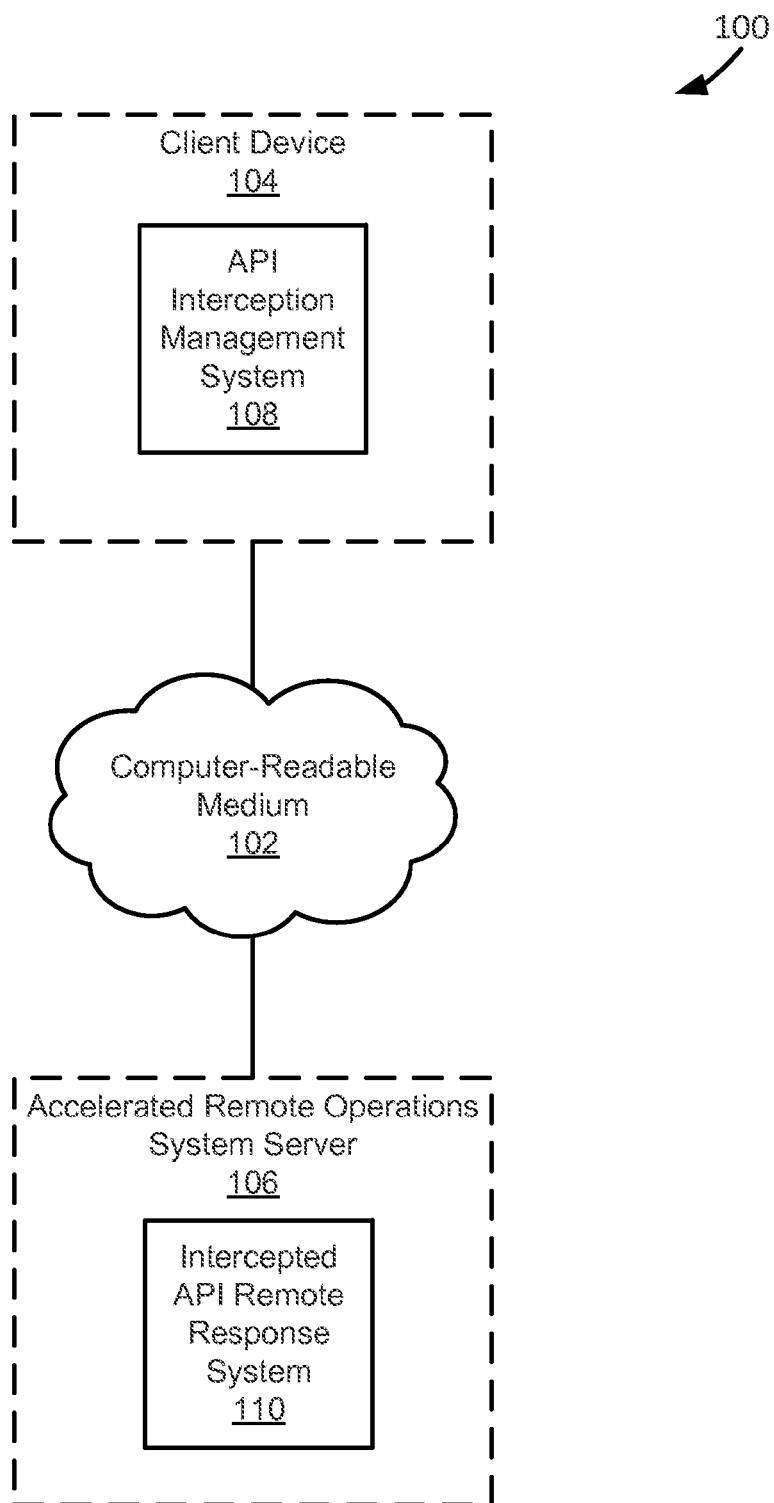 100
Client Device
104
API
Interception
Management
System
108
Computer-Readable
Medium
102
Accelerated Remote Operations
System Server
106
Intercepted
API Remote
Response
System
110